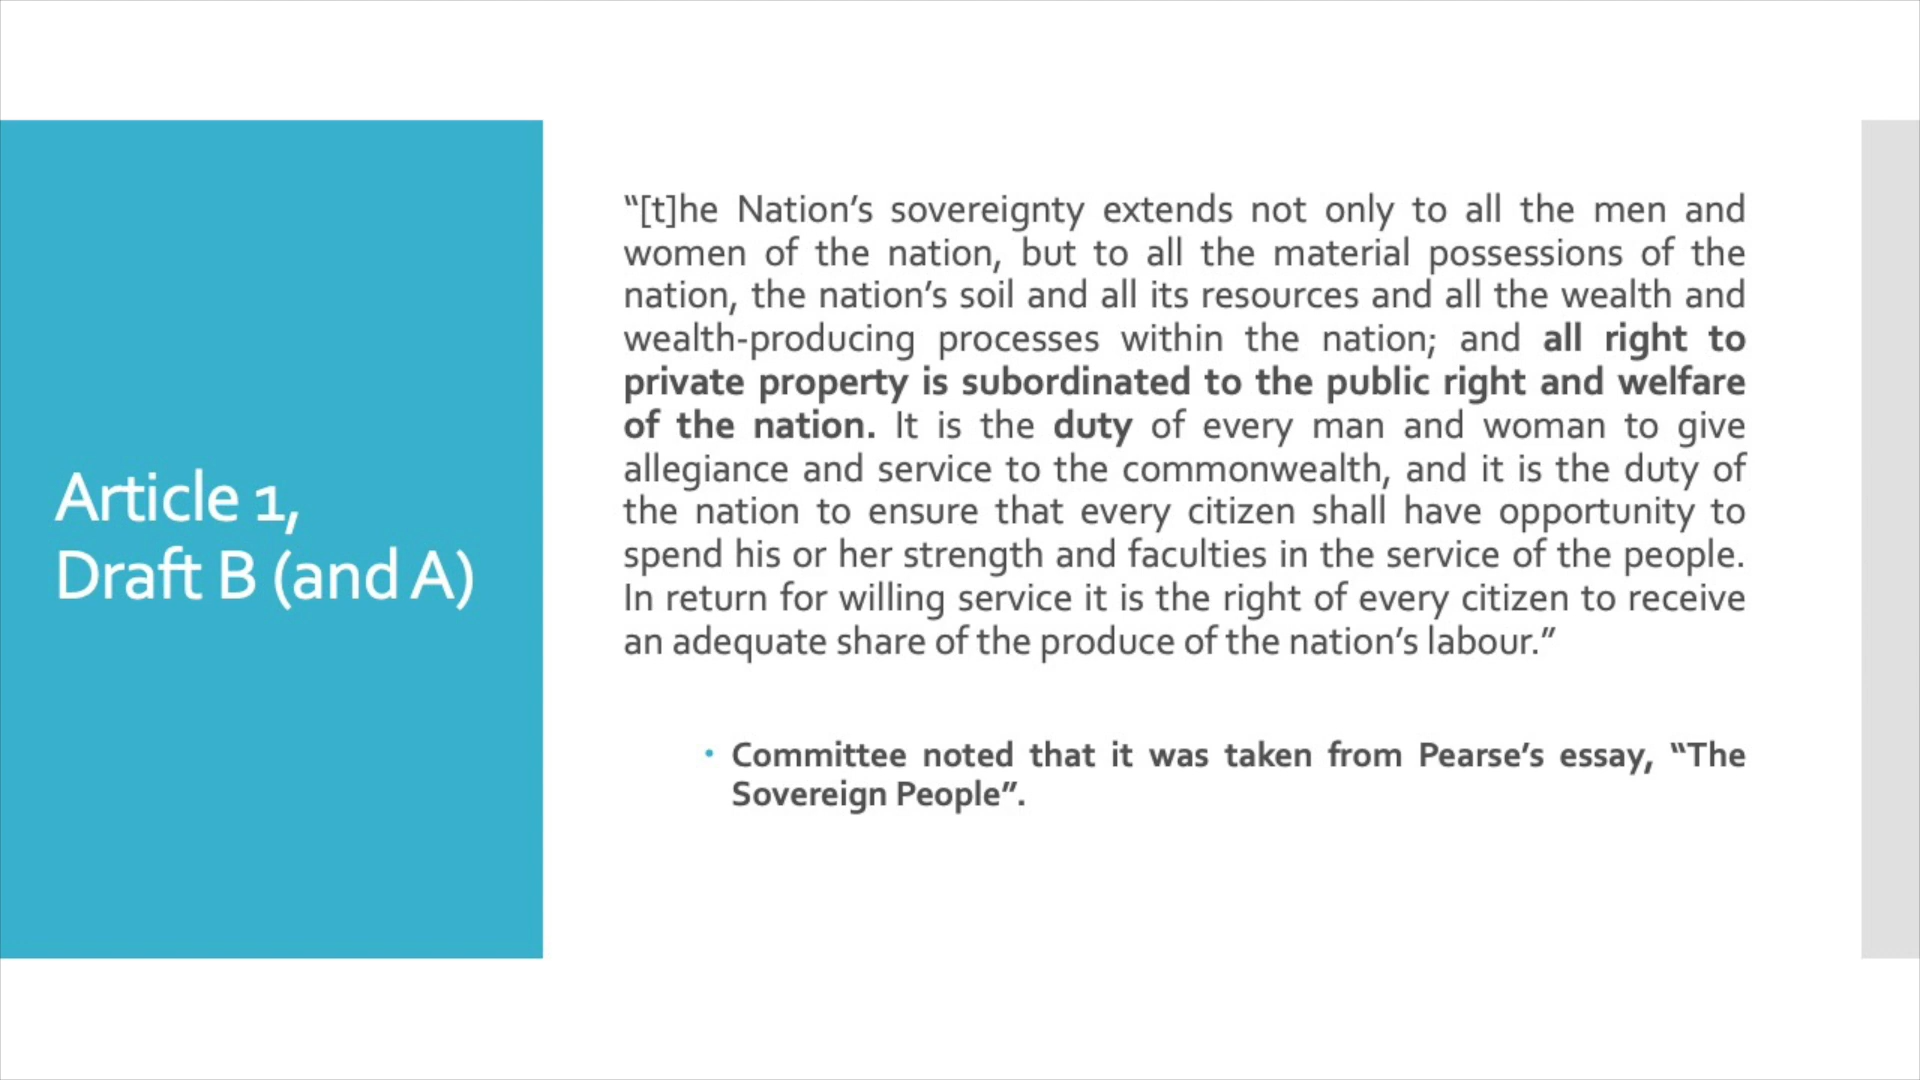 Article 1,
Draft B (and A)
“[t]he Nation’s sovereignty extends not only to all the men and
women of the nation, but to all the material possessions of the
nation, the nation’s soil and all its resources and all the wealth and
wealth-producing processes within the nation; and all right to
private property is subordinated to the public right and welfare
of the nation. It is the duty of every man and woman to give
allegiance and service to the commonwealth, and it is the duty of
the nation to ensure that every citizen shall have opportunity to
spend his or her strength and faculties in the service of the people.
In return for willing service it is the right of every citizen to receive
an adequate share of the produce of the nation’s labour.”
• Committee noted that it was taken from Pearse’s essay, “The
Sovereign People”.